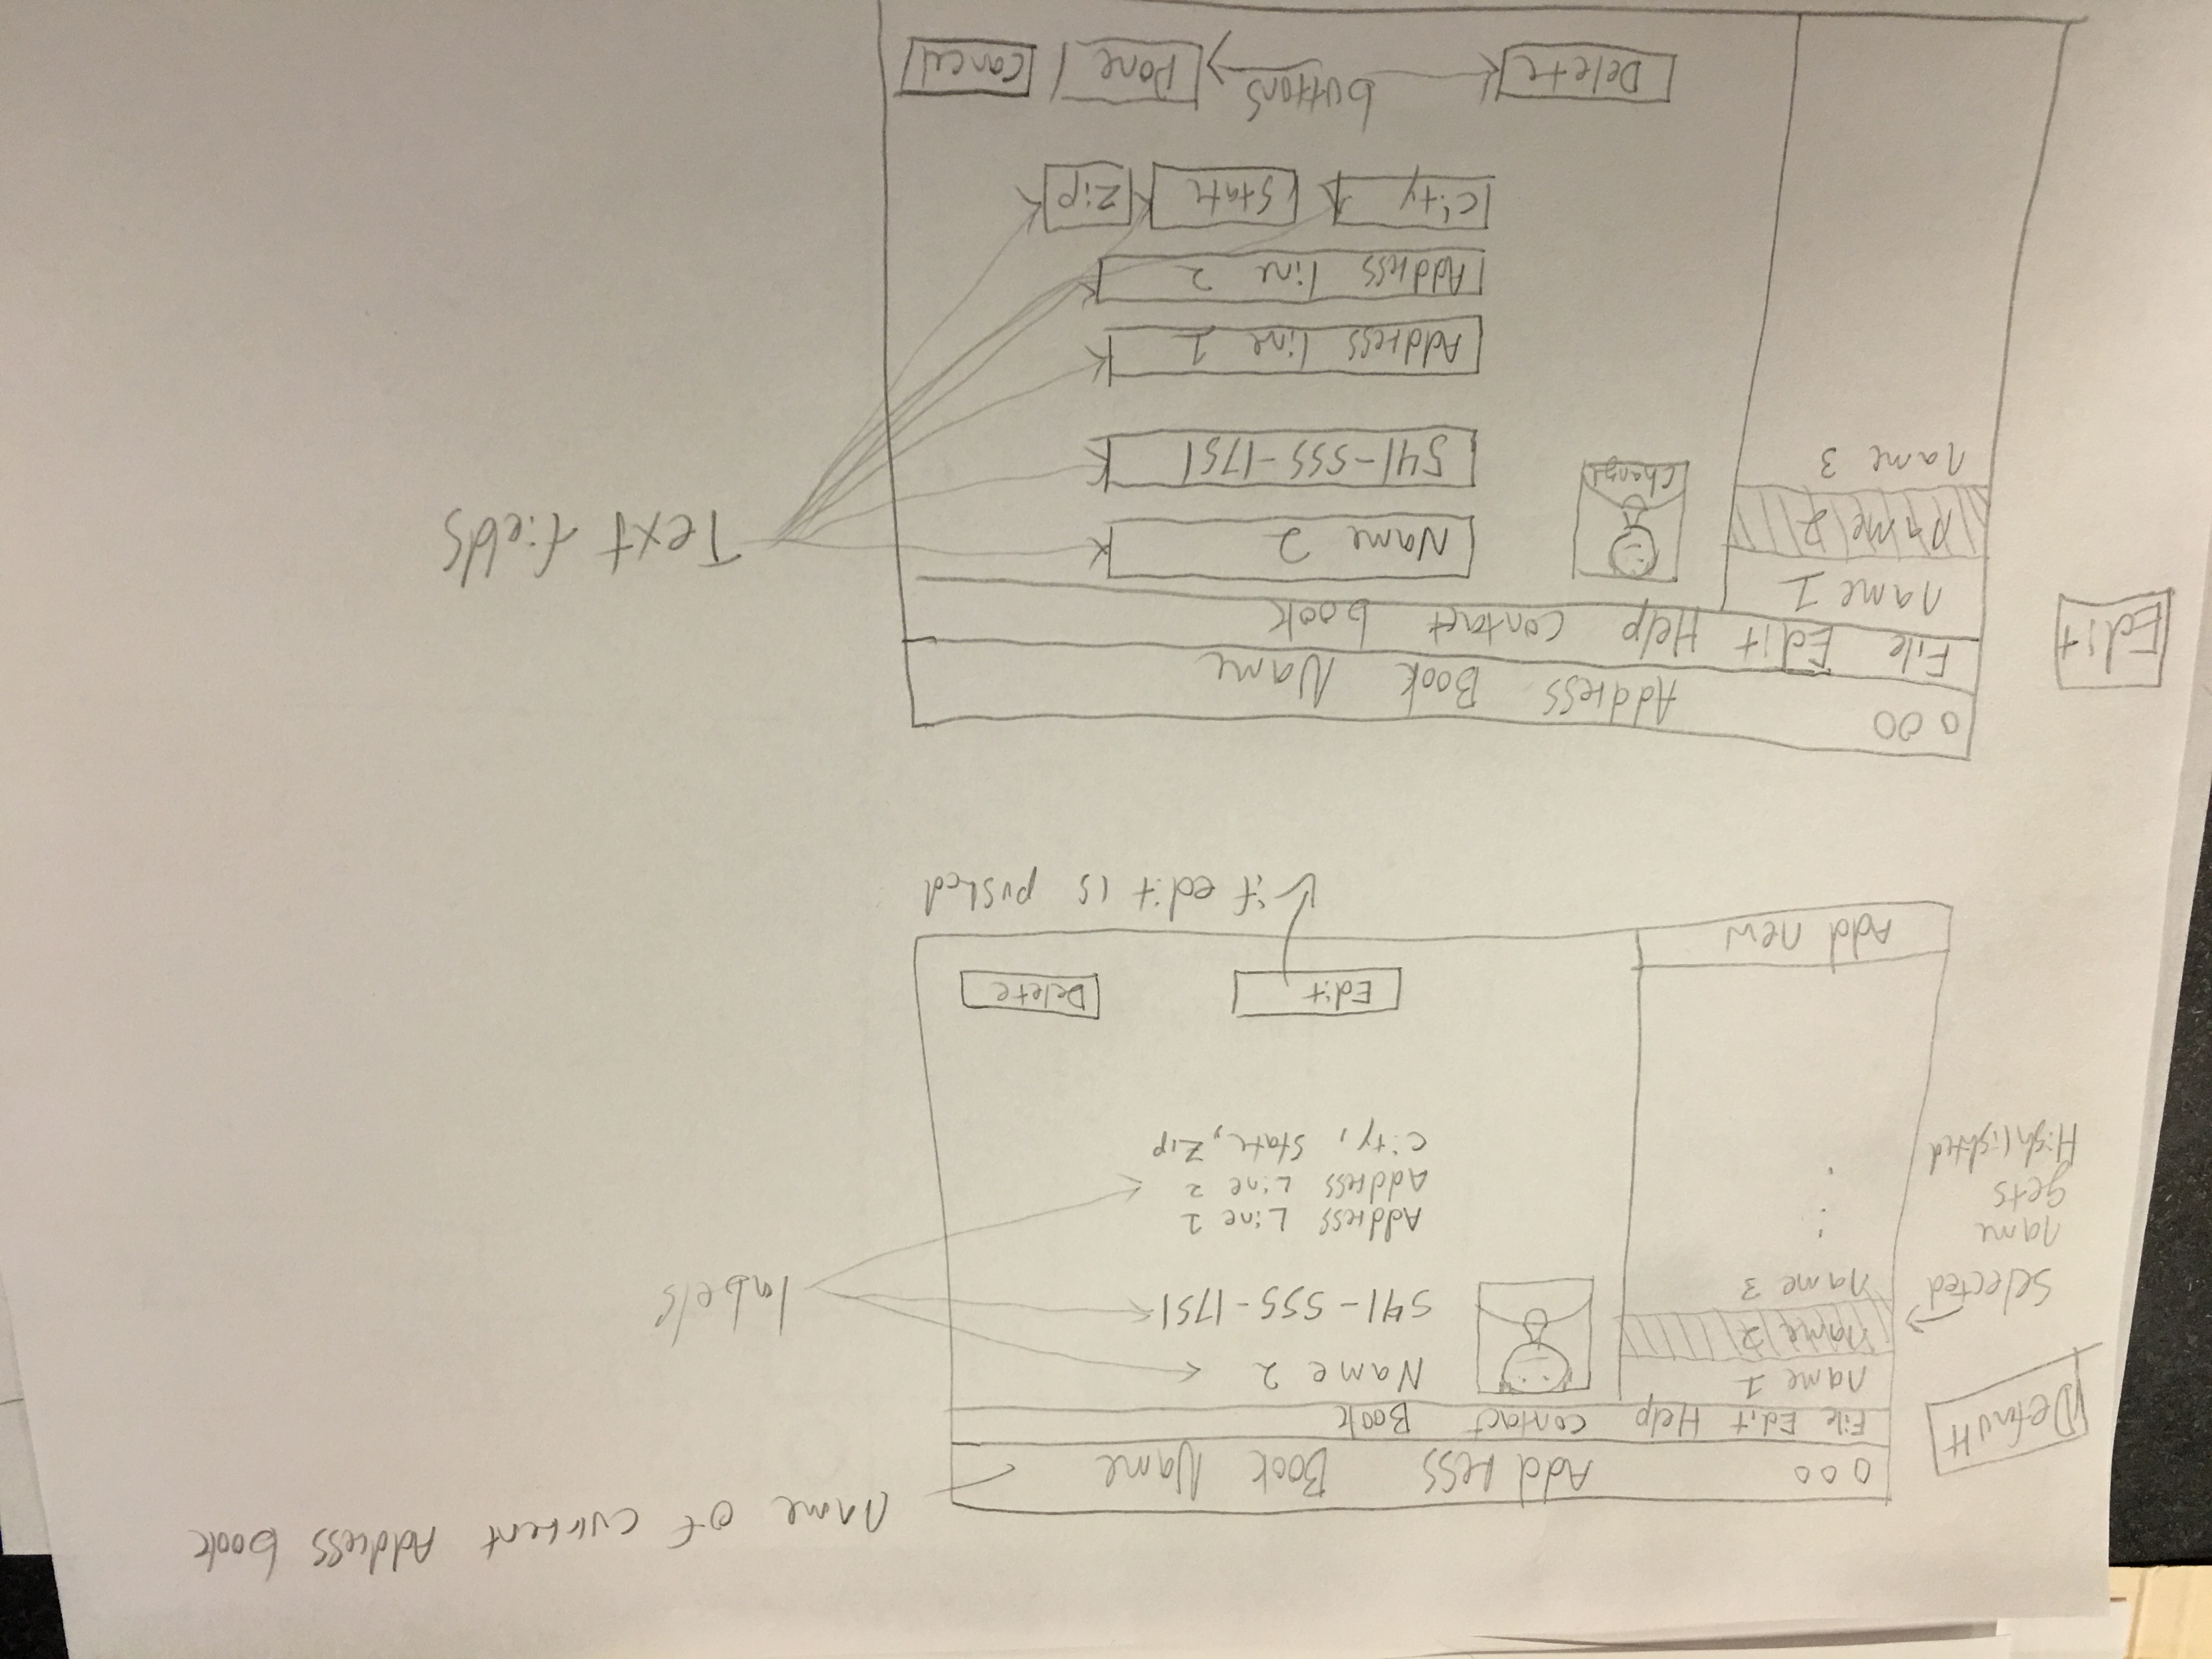 name of current Address book
Address Book Name
Default
File Edit Help contact Book
name 1
name 2
name 3
Selected
name
gets
Highlighted
Name 2
541-555-1751
labels
Address Line 1
Address Line 2
City, State, Zip
Edit
Delete
Add new
if edit is pushed
Edit
Address Book Name
File Edit Help contact book
name 1
name 2
name 3
Change
Name 2
541-555-1751
Text fields
Address line 1
Address line 2
City State Zip
Delete buttons Done Cancel